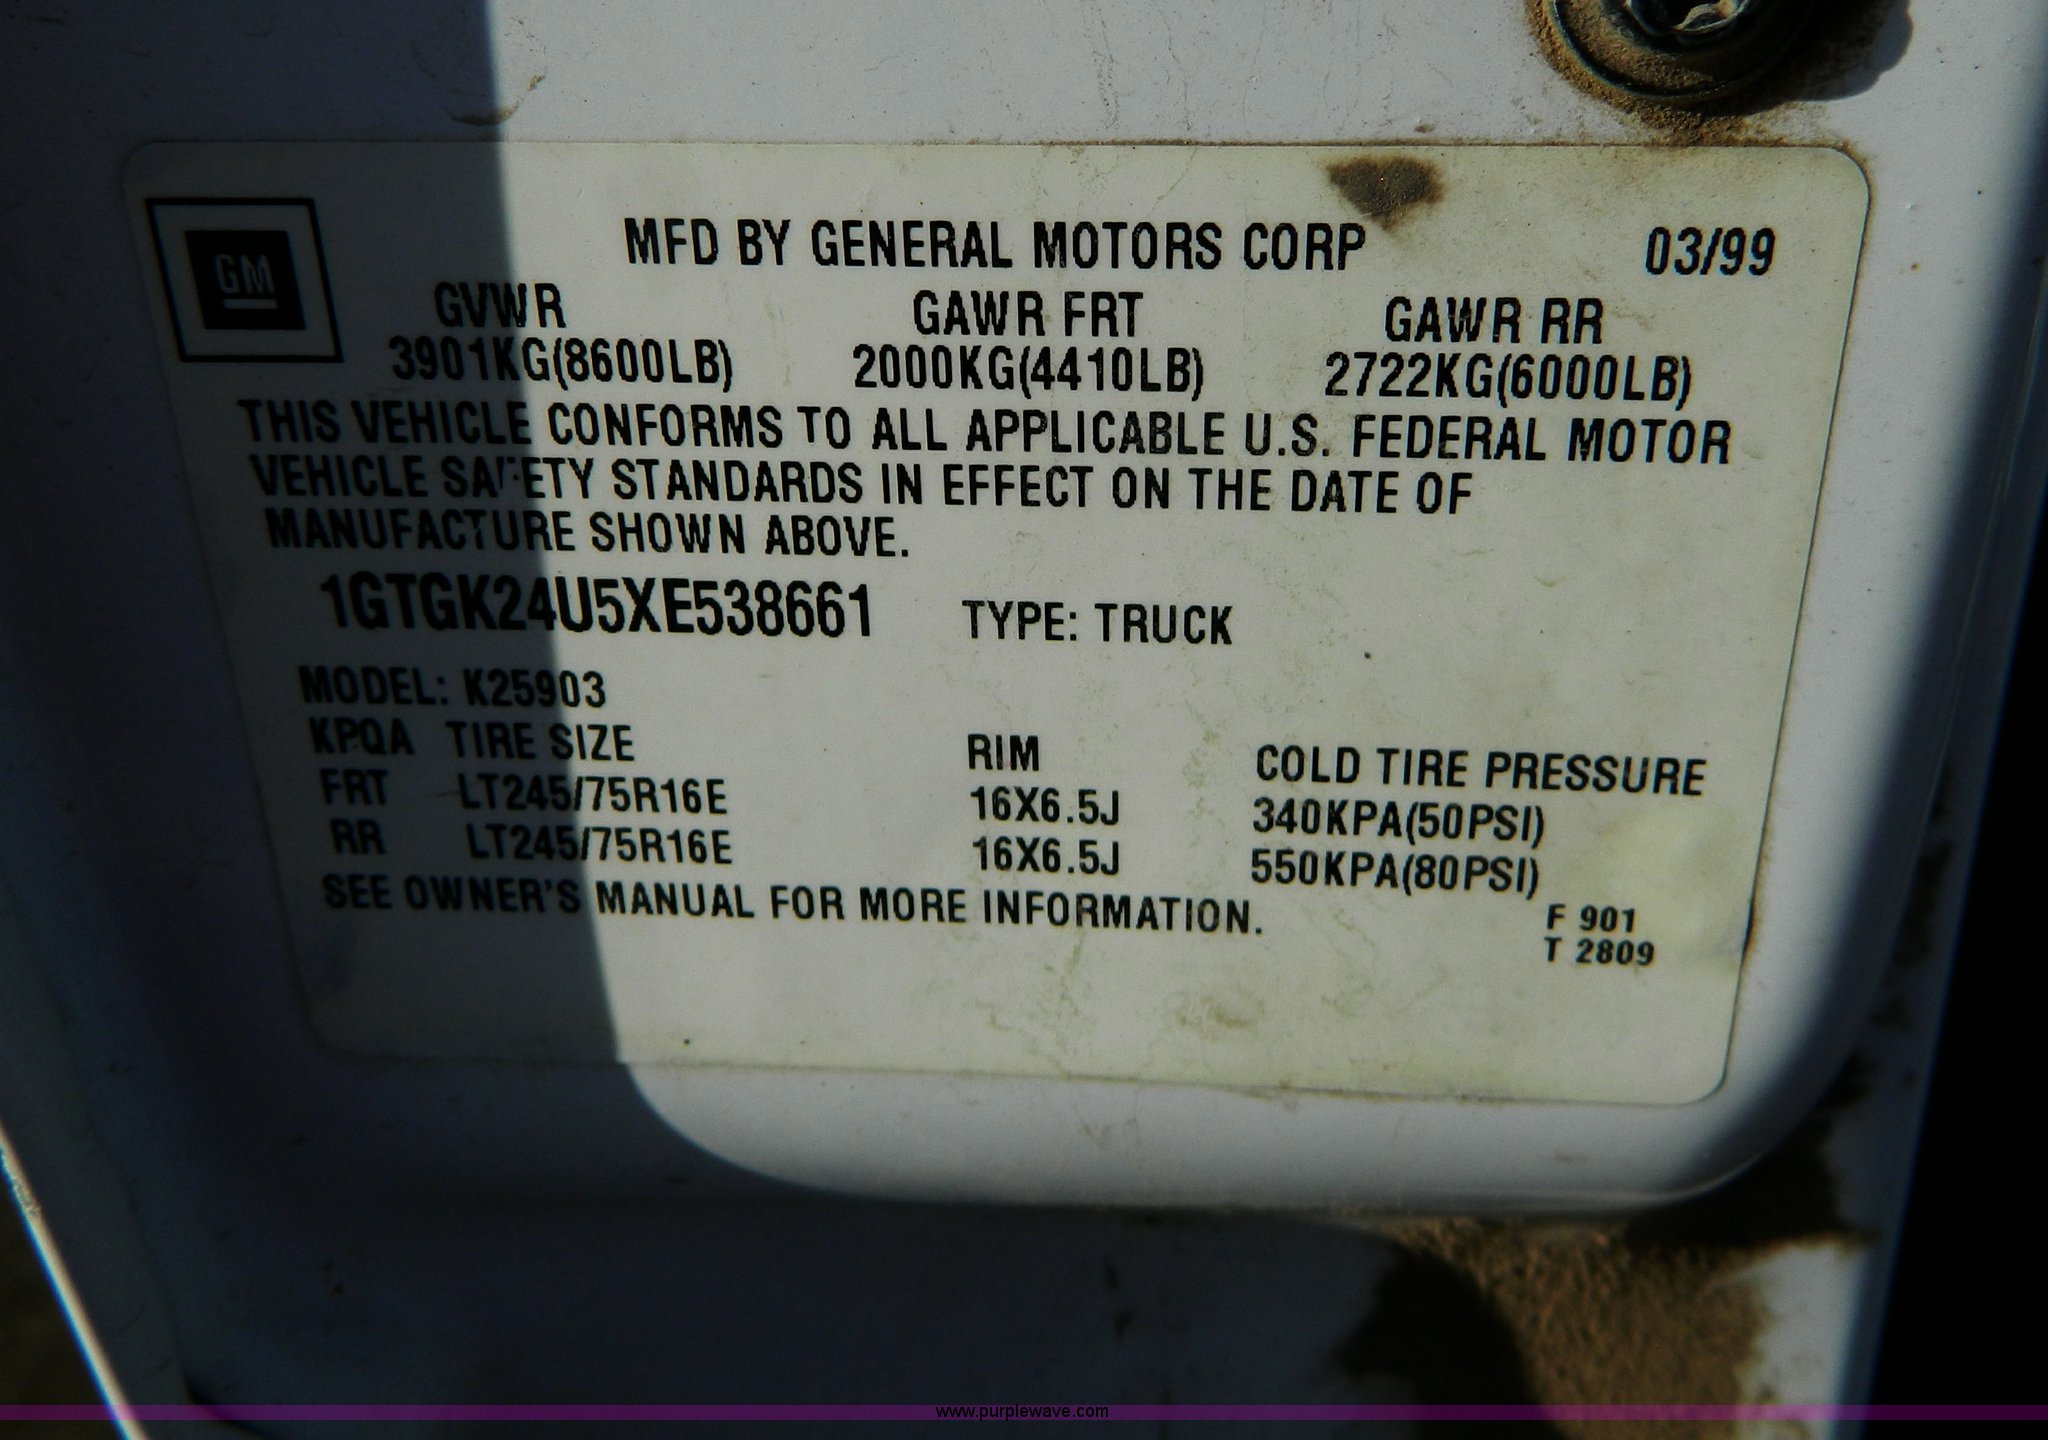 GM
MFD BY GENERAL MOTORS CORP 03/99
GVWR GAWR FRT GAWR RR
3901KG(8600LB) 2000KG(4410LB) 2722KG(6000LB)
THIS VEHICLE CONFORMS TO ALL APPLICABLE U.S. FEDERAL MOTOR
VEHICLE SAFETY STANDARDS IN EFFECT ON THE DATE OF
MANUFACTURE SHOWN ABOVE.
1GTGK24U5XE538661 TYPE: TRUCK
MODEL: K25903
KPQA TIRE SIZE RIM COLD TIRE PRESSURE
FRT LT245/75R16E 16X6.5J 340KPA(50PSI)
RR LT245/75R16E 16X6.5J 550KPA(80PSI)
SEE OWNER'S MANUAL FOR MORE INFORMATION.
F 901
T 2809
www.purplewave.com